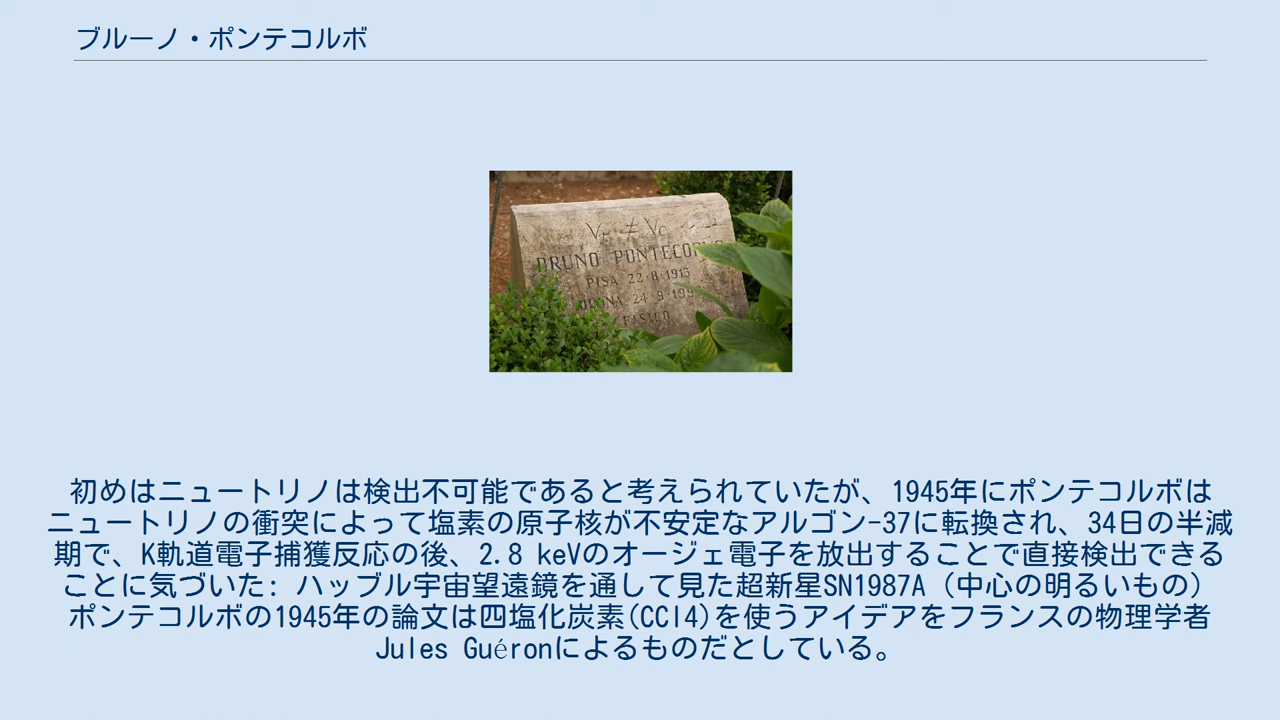 ブルーノ・ポンテコルボ
Vμ ≠ Ve
BRUNO PONTECORVO
PISA 22·8·1913
24·9·199
初めはニュートリノは検出不可能であると考えられていたが、1945年にポンテコルボは
ニュートリノの衝突によって塩素の原子核が不安定なアルゴン-37に転換され、34日の半減
期で、K軌道電子捕獲反応の後、2.8 keVのオージェ電子を放出することで直接検出できる
ことに気づいた: ハッブル宇宙望遠鏡を通して見た超新星SN1987A (中心の明るいもの)
ポンテコルボの1945年の論文は四塩化炭素(CCl4)を使うアイデアをフランスの物理学者
Jules Guéronによるものだとしている。